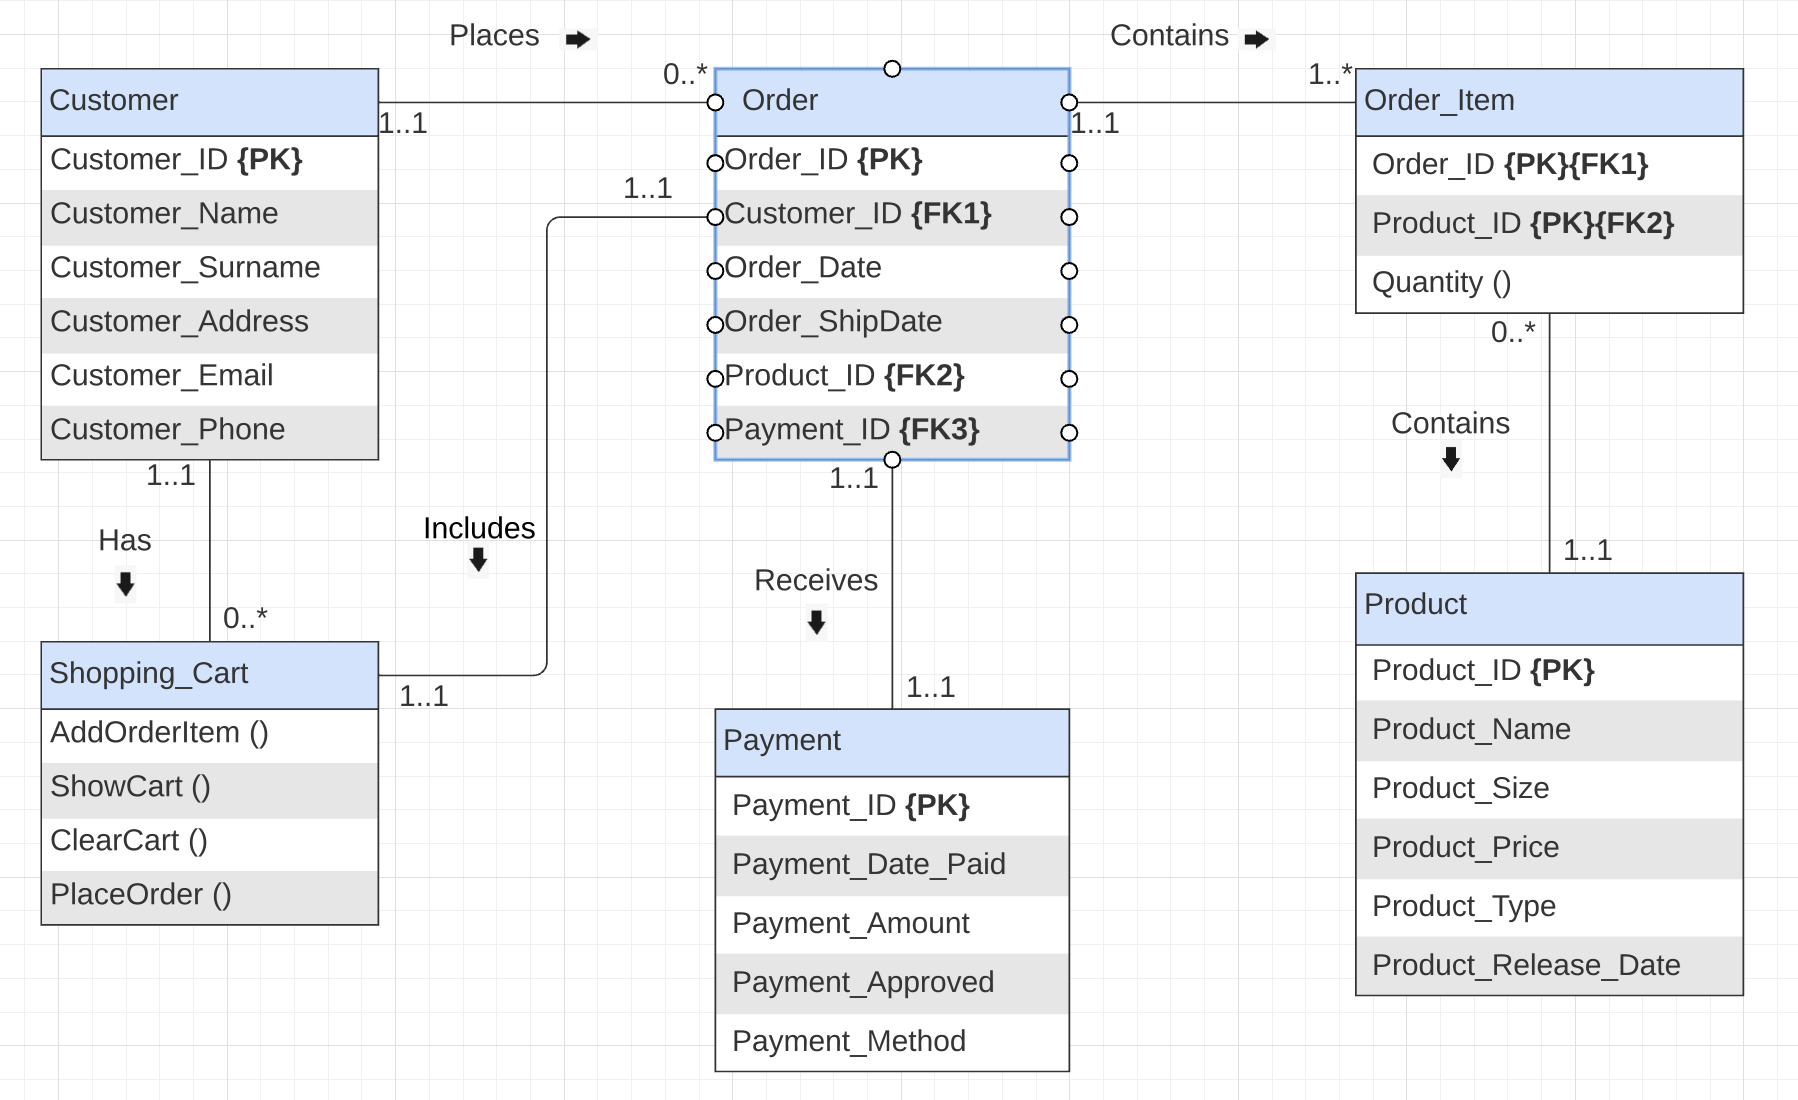 Places
Contains
0..*
1..*
Customer
1..1
Customer_ID {PK}
Customer_Name
Customer_Surname
Customer_Address
Customer_Email
Customer_Phone
Order
1..1
Order_ID {PK}
Customer_ID {FK1}
Order_Date
Order_ShipDate
Product_ID {FK2}
Payment_ID {FK3}
Order_Item
Order_ID {PK}{FK1}
Product_ID {PK}{FK2}
Quantity ()
1..1
0..*
Contains
1..1
1..1
1..1
Has
Includes
Receives
0..*
1..1
1..1
Shopping_Cart
AddOrderItem ()
ShowCart ()
ClearCart ()
PlaceOrder ()
Payment
Payment_ID {PK}
Payment_Date_Paid
Payment_Amount
Payment_Approved
Payment_Method
Product
Product_ID {PK}
Product_Name
Product_Size
Product_Price
Product_Type
Product_Release_Date